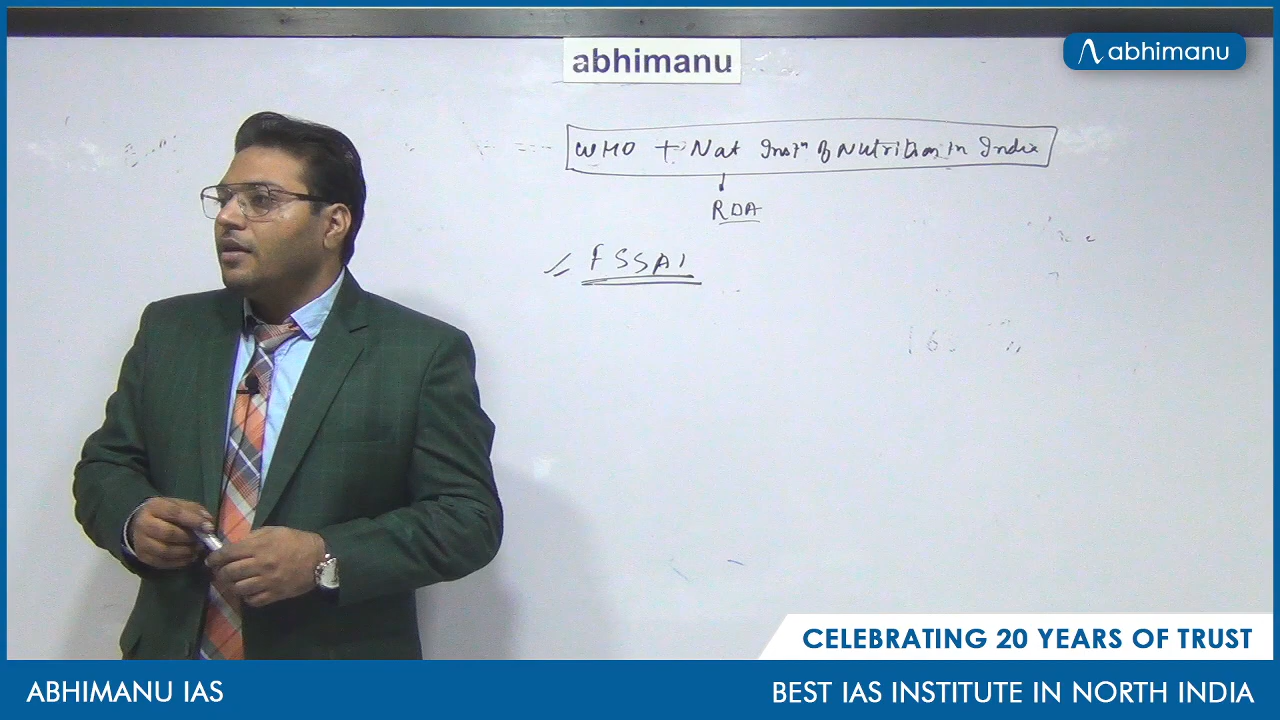 abhimanu
abhimanu
WHO + Nat Instn of Nutrition in India
RDA
FSSAI
CELEBRATING 20 YEARS OF TRUST
ABHIMANU IAS
BEST IAS INSTITUTE IN NORTH INDIA